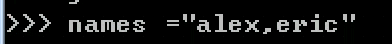 >>> names ="alex,eric"